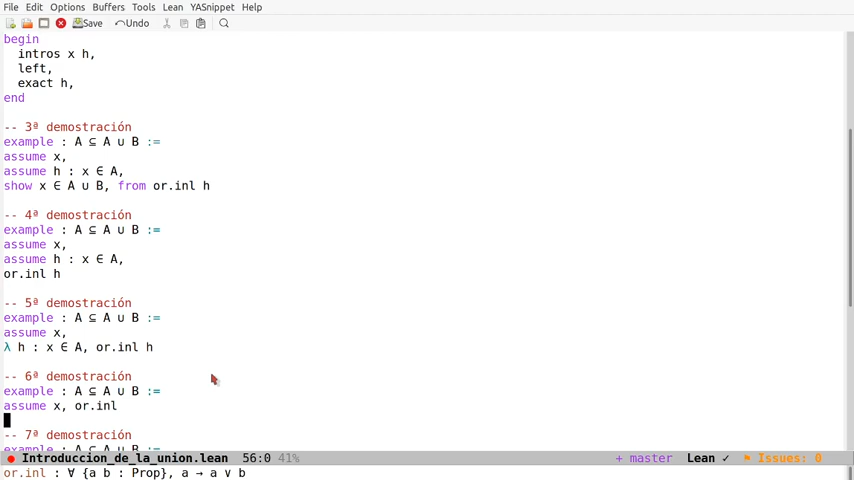 File Edit Options Buffers Tools Lean YASnippet Help
Save Undo
begin
  intros x h,
  left,
  exact h,
end
-- 3ª demostración
example : A ⊆ A ∪ B :=
assume x,
assume h : x ∈ A,
show x ∈ A ∪ B, from or.inl h
-- 4ª demostración
example : A ⊆ A ∪ B :=
assume x,
assume h : x ∈ A,
or.inl h
-- 5ª demostración
example : A ⊆ A ∪ B :=
assume x,
λ h : x ∈ A, or.inl h
-- 6ª demostración
example : A ⊆ A ∪ B :=
assume x, or.inl
-- 7ª demostración
example : A ⊆ A ∪ B :=
Introduccion_de_la_union.lean 56:0 41% + master Lean ✓ Issues: 0
or.inl : ∀ {a b : Prop}, a → a ∨ b